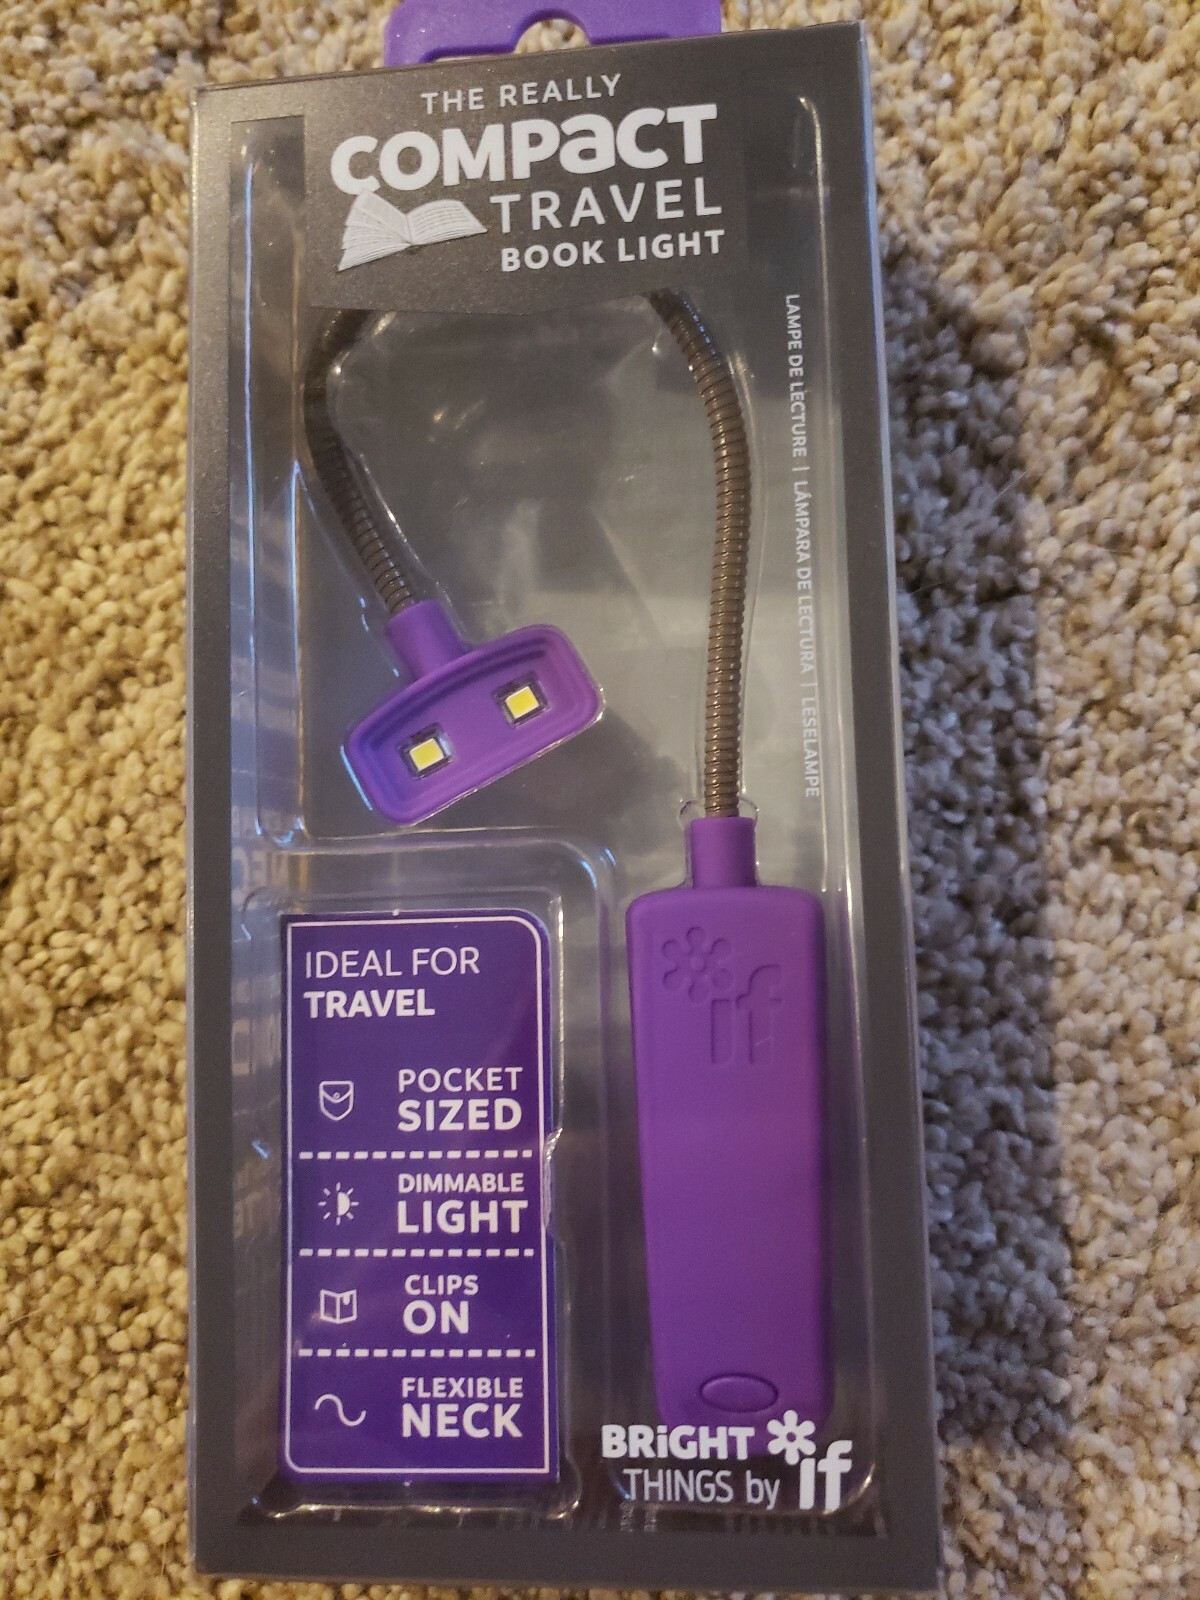 THE REALLY
COMPaCT
TRAVEL
BOOK LIGHT
LAMPE DE LECTURE | LÁMPARA DE LECTURA | LESELAMPE
IDEAL FOR
TRAVEL
POCKET
SIZED
DIMMABLE
LIGHT
CLIPS
ON
FLEXIBLE
NECK
if
BRiGHT
THINGS by if